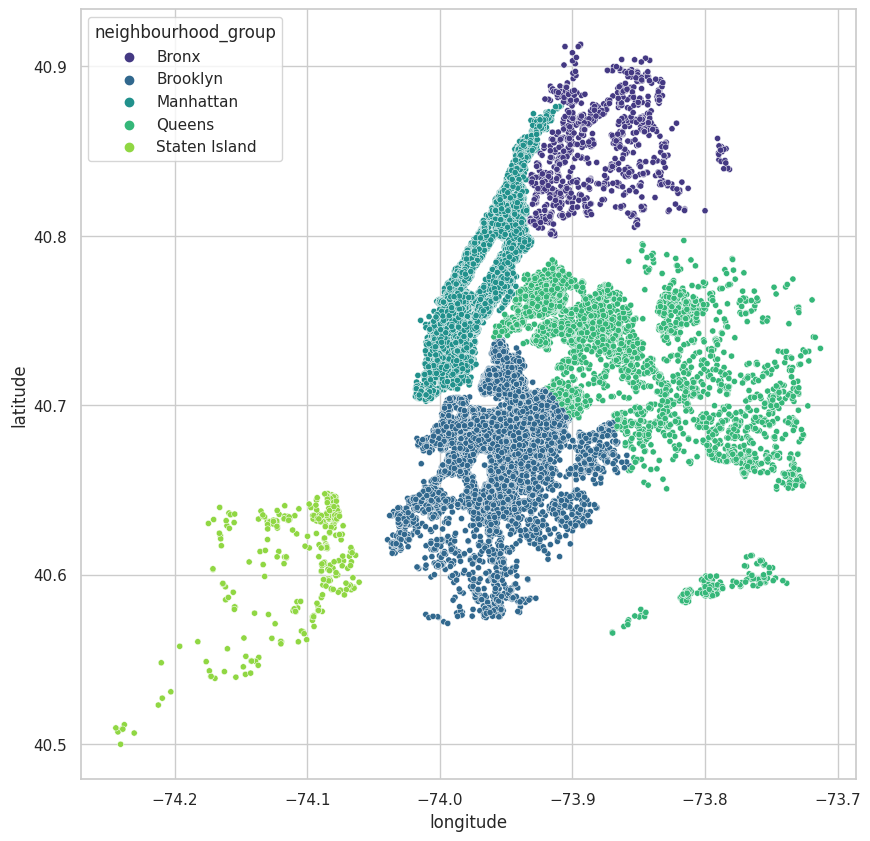 neighbourhood_group
Bronx
Brooklyn
Manhattan
Queens
Staten Island
40.9
40.8
40.7
40.6
40.5
latitude
−74.2
−74.1
−74.0
−73.9
−73.8
−73.7
longitude